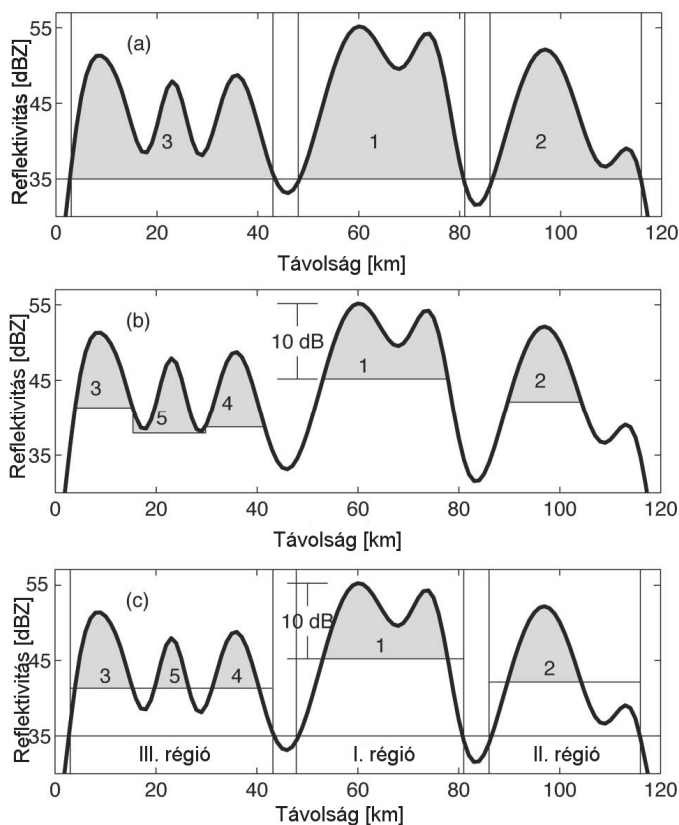 Reflektivitás [dBZ]
55
45
35
(a)
3
1
2
0 20 40 60 80 100 120
Távolság [km]
Reflektivitás [dBZ]
55
45
35
(b)
10 dB
3
5
4
1
2
0 20 40 60 80 100 120
Távolság [km]
Reflektivitás [dBZ]
55
45
35
(c)
10 dB
3
5
4
1
2
III. régió
I. régió
II. régió
0 20 40 60 80 100 120
Távolság [km]